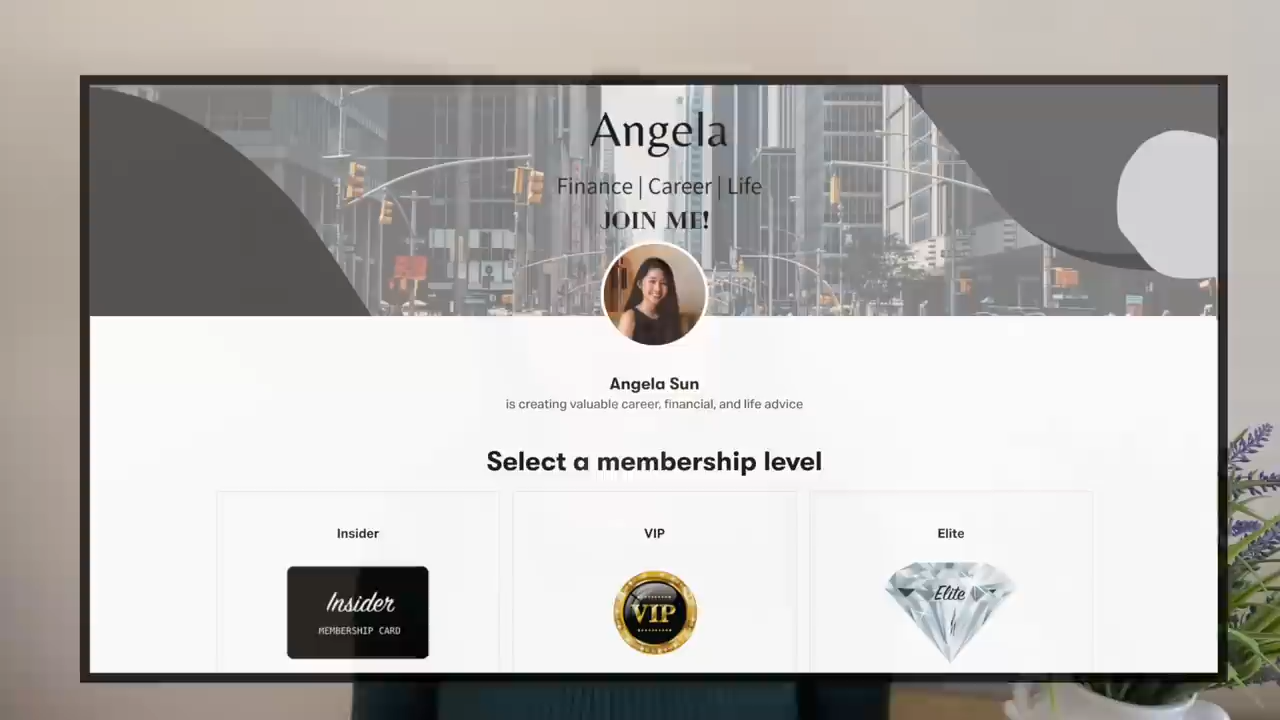 Angela
Finance | Career | Life
JOIN ME!
Angela Sun
is creating valuable career, financial, and life advice
Select a membership level
Insider
VIP
Elite
Insider
MEMBERSHIP CARD
VIP
Elite